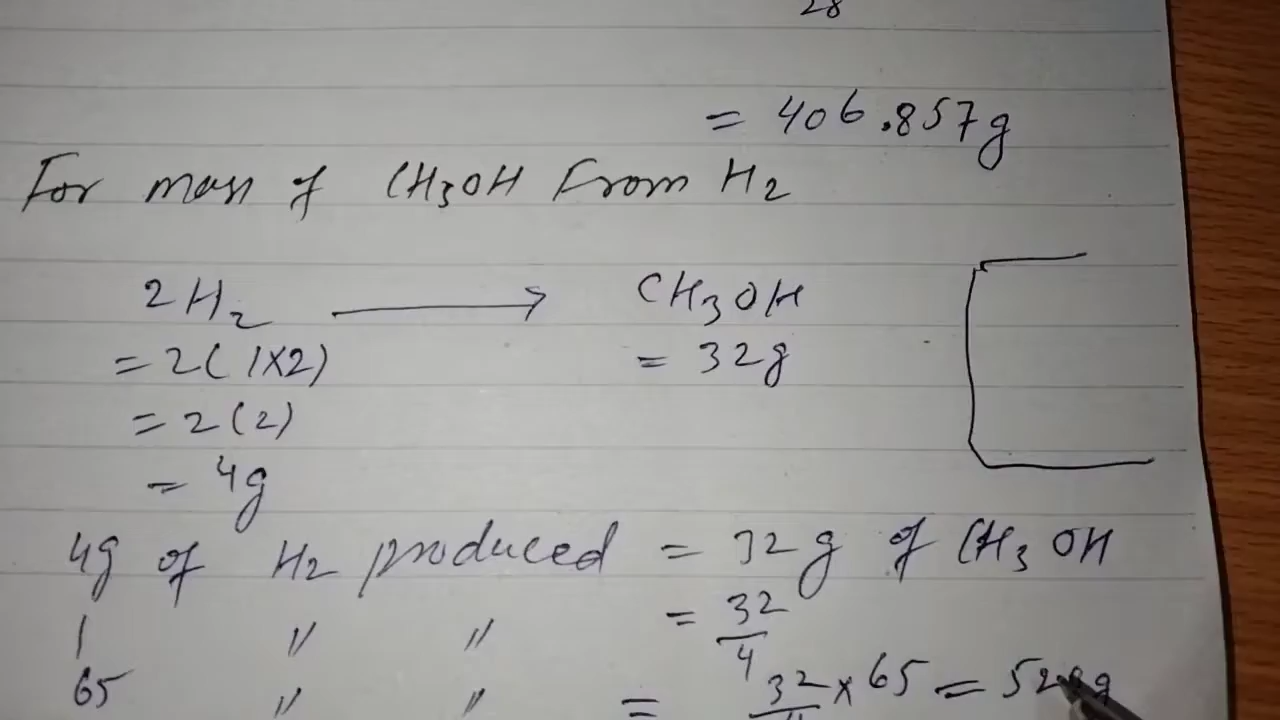 28
= 406.857g
For mass of CH3OH From H2
2H2 → CH3OH
= 2(1×2) = 32g
= 2(2)
= 4g
4g of H2 produced = 32g of CH3OH
1 〃 〃 = 32/4
65 〃 〃 = 32/4 × 65 =